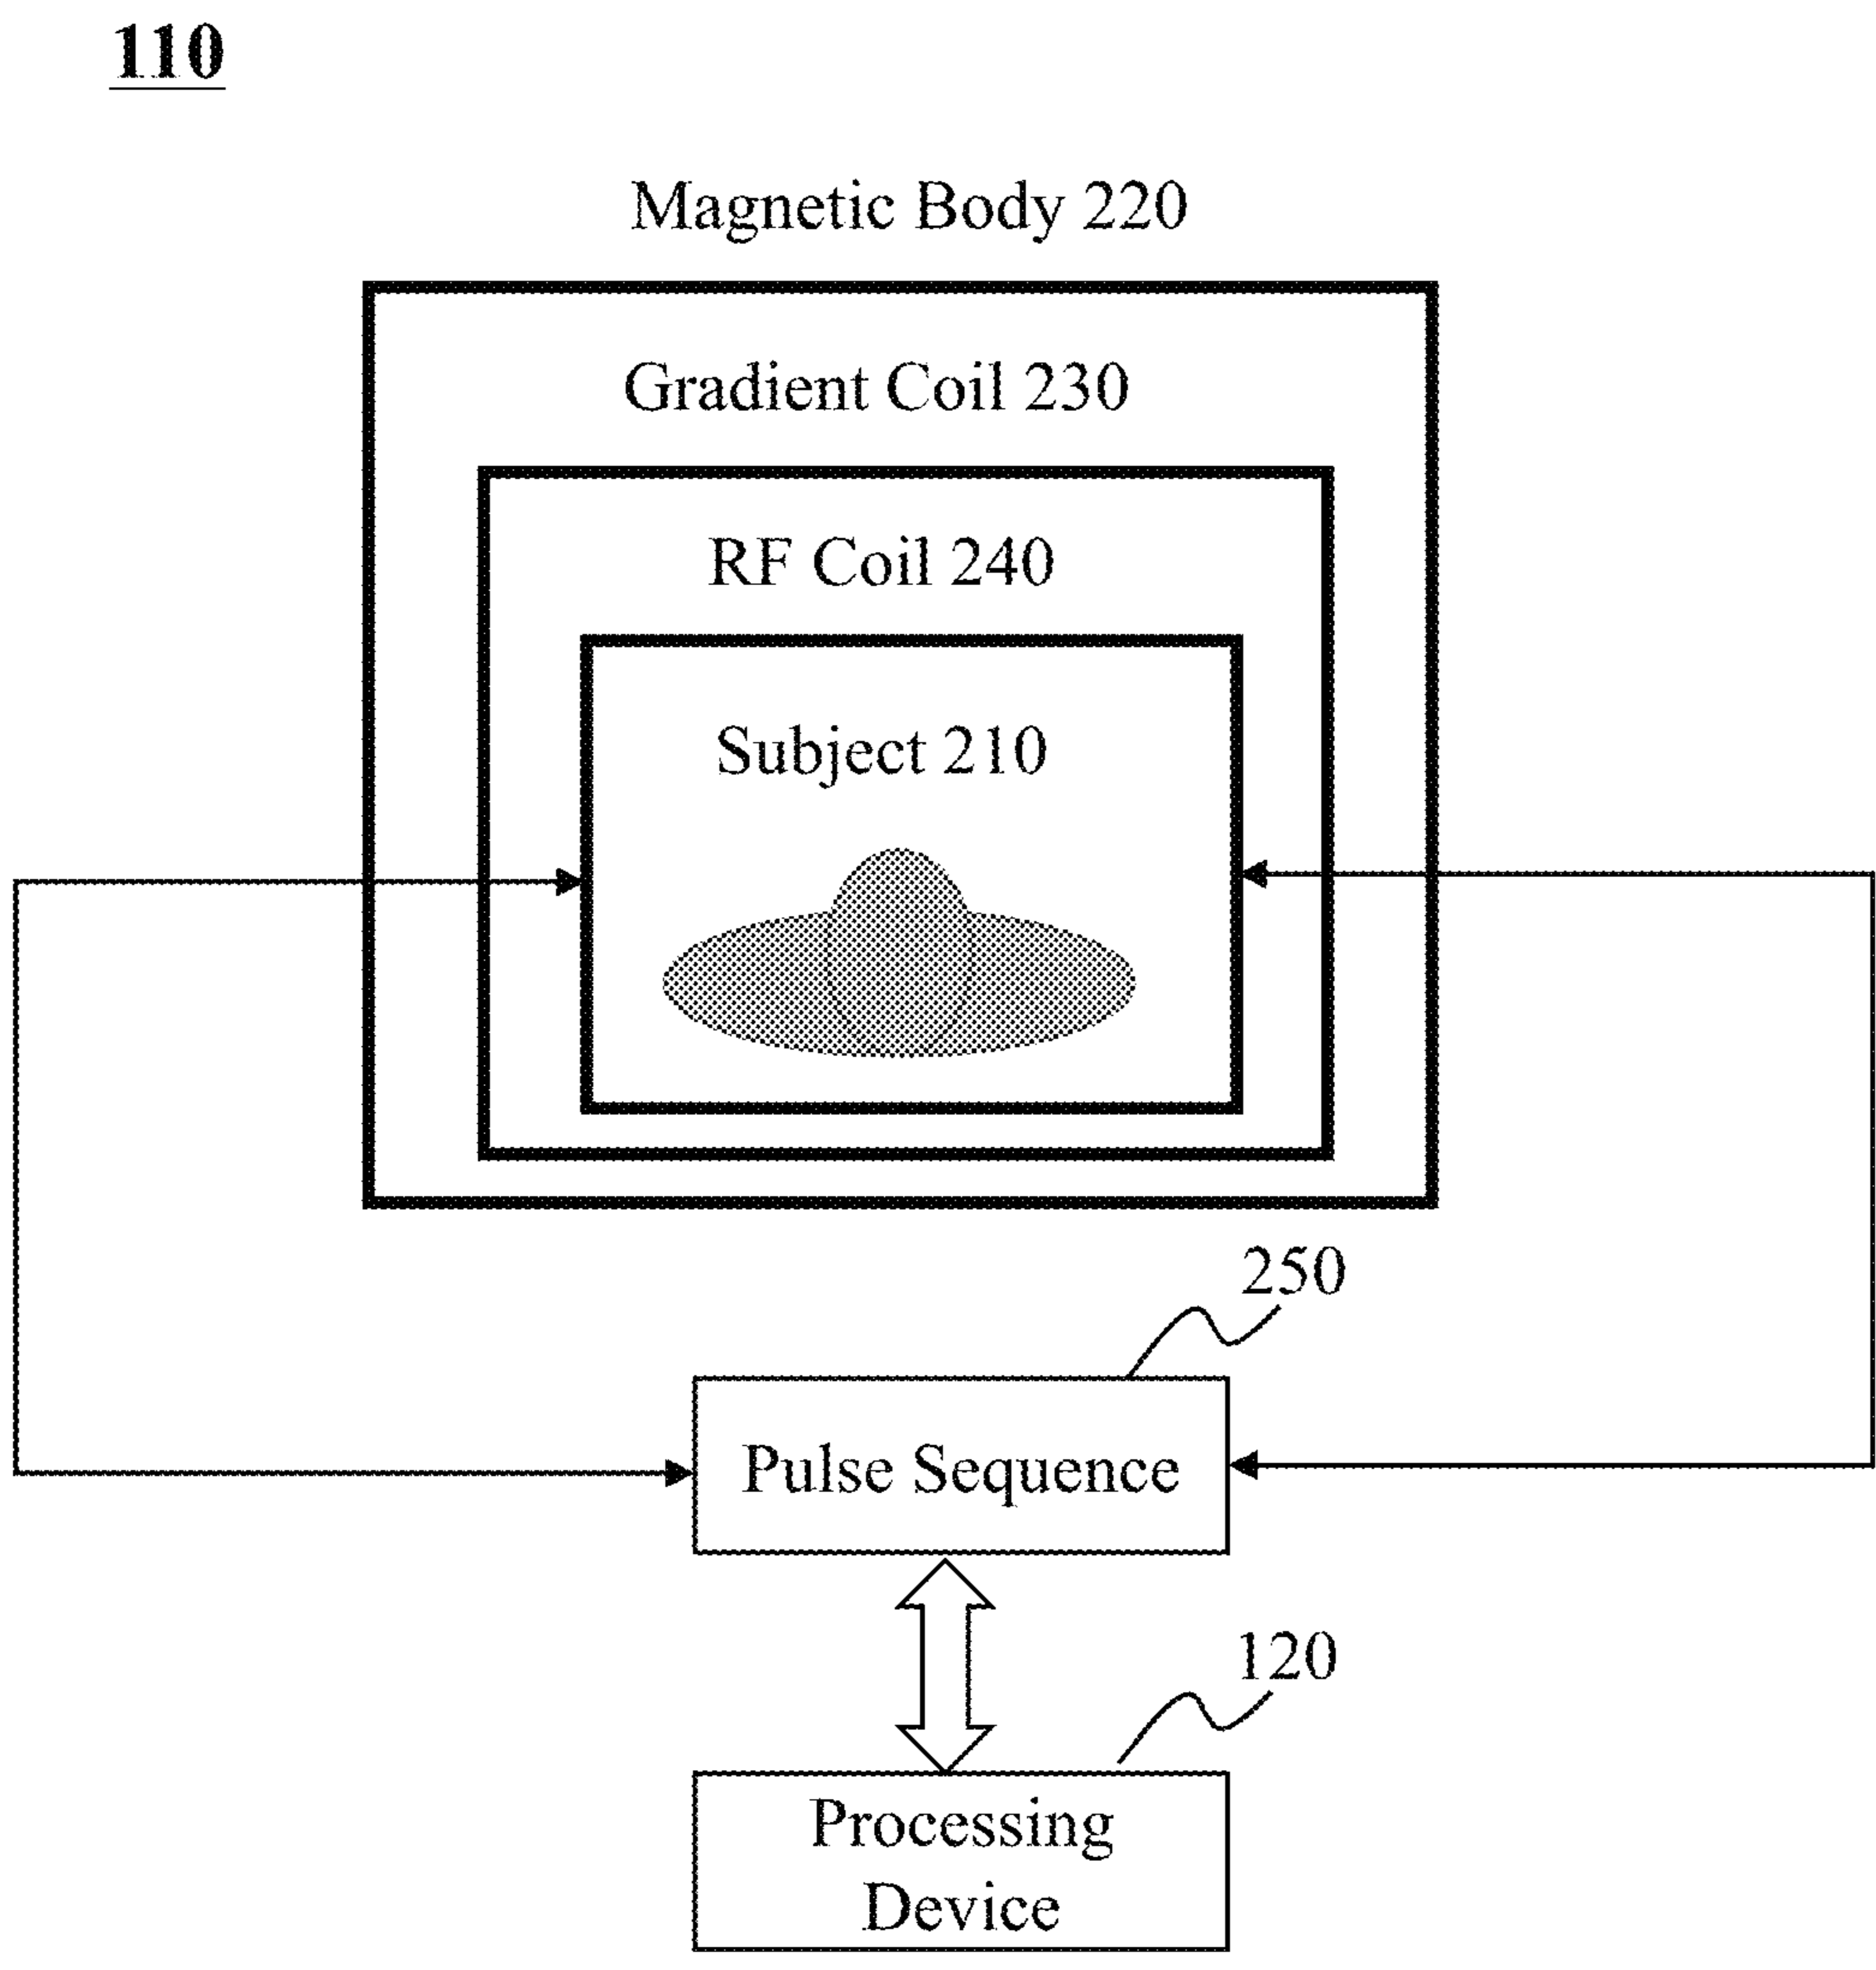 110
Magnetic Body 220
Gradient Coil 230
RF Coil 240
Subject 210
250
Pulse Sequence
120
Processing
Device